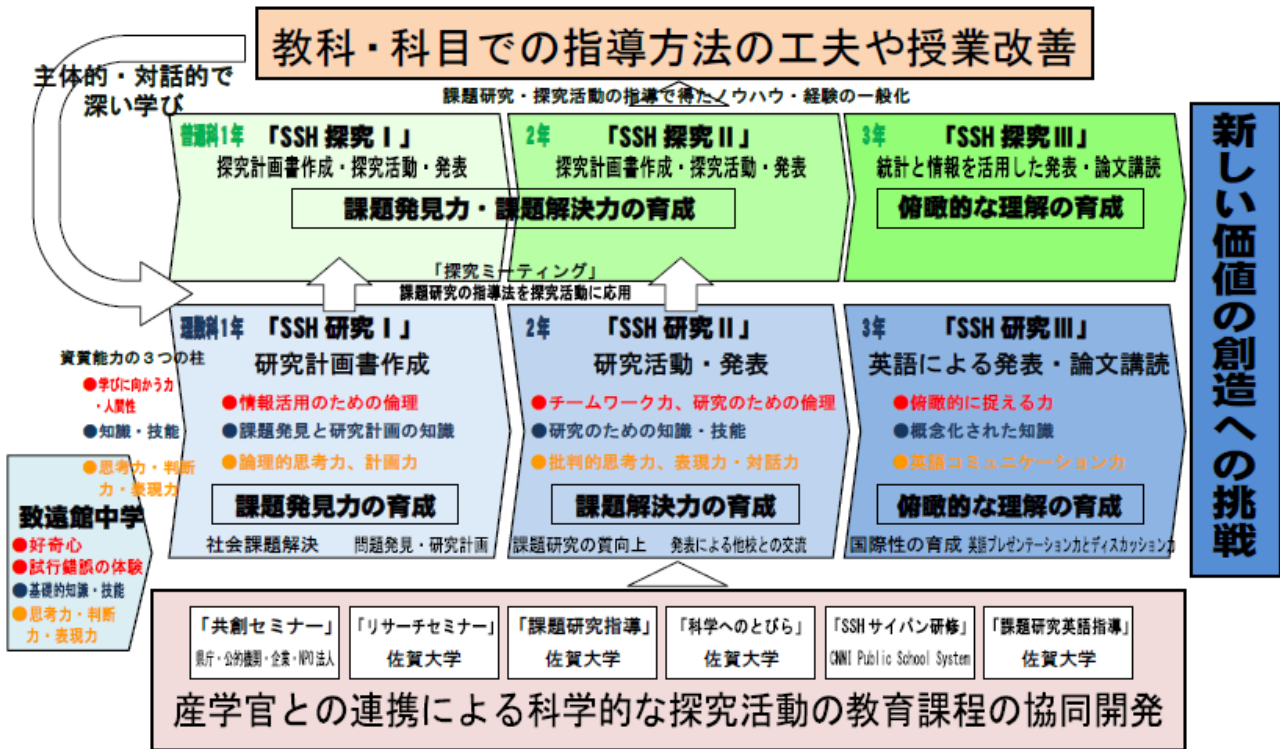 教科・科目での指導方法の工夫や授業改善
主体的・対話的で
深い学び
課題研究・探究活動の指導で得たノウハウ・経験の一般化
普通科1年 「SSH 探究Ⅰ」
探究計画書作成・探究活動・発表
2年 「SSH 探究Ⅱ」
探究計画書作成・探究活動・発表
課題発見力・課題解決力の育成
3年 「SSH 探究Ⅲ」
統計と情報を活用した発表・論文講読
俯瞰的な理解の育成
「探究ミーティング」
課題研究の指導法を探究活動に応用
理数科1年 「SSH 研究Ⅰ」
研究計画書作成
●情報活用のための倫理
●課題発見と研究計画の知識
●論理的思考力、計画力
課題発見力の育成
社会課題解決 問題発見・研究計画
2年 「SSH 研究Ⅱ」
研究活動・発表
●チームワーク力、研究のための倫理
●研究のための知識・技能
●批判的思考力、表現力・対話力
課題解決力の育成
課題研究の質向上 発表による他校との交流
3年 「SSH 研究Ⅲ」
英語による発表・論文講読
●俯瞰的に捉える力
●概念化された知識
●英語コミュニケーション力
俯瞰的な理解の育成
国際性の育成 英語プレゼンテーション力とディスカッション力
資質能力の３つの柱
●学びに向かう力
・人間性
●知識・技能
●思考力・判断
力・表現力
致遠館中学
●好奇心
●試行錯誤の体験
●基礎的知識・技能
●思考力・判断
力・表現力
新しい価値の創造への挑戦
「共創セミナー」
県庁・公的機関・企業・NPO法人
「リサーチセミナー」
佐賀大学
「課題研究指導」
佐賀大学
「科学へのとびら」
佐賀大学
「SSHサイパン研修」
CNMI Public School System
「課題研究英語指導」
佐賀大学
産学官との連携による科学的な探究活動の教育課程の協同開発